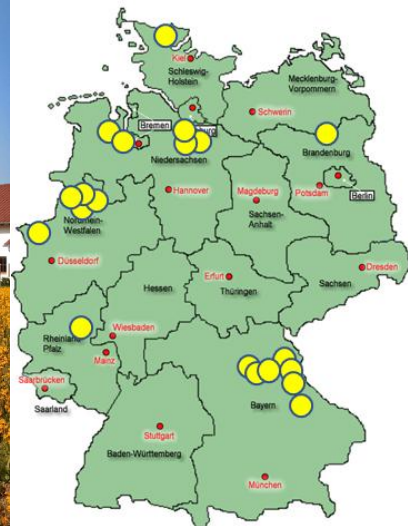 Kiel
Schleswig-
Holstein
Mecklenburg-
Vorpommern
Schwerin
Bremen
Niedersachsen
Brandenburg
Hannover
Magdeburg
Potsdam
Berlin
Sachsen-
Anhalt
Nordrhein-
Westfalen
Düsseldorf
Hessen
Erfurt
Thüringen
Dresden
Sachsen
Rheinland-
Pfalz
Wiesbaden
Mainz
Saarbrücken
Saarland
Bayern
Stuttgart
Baden-Württemberg
München